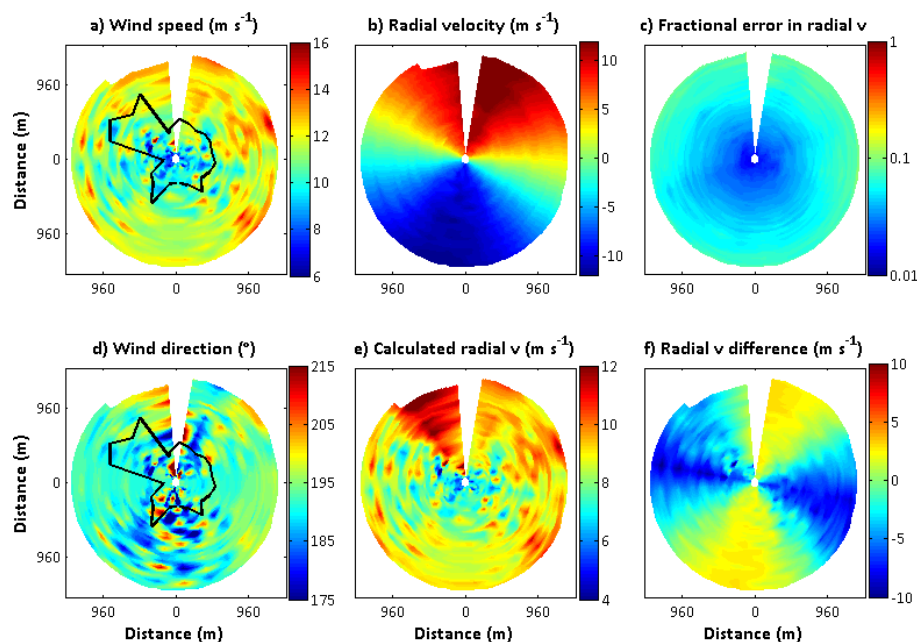 a) Wind speed (m s⁻¹)
b) Radial velocity (m s⁻¹)
c) Fractional error in radial v
Distance (m)
960
0
960
960 0 960
16
14
12
10
8
6
960 0 960
10
5
0
-5
-10
960 0 960
1
0.1
0.01
d) Wind direction (°)
e) Calculated radial v (m s⁻¹)
f) Radial v difference (m s⁻¹)
Distance (m)
960
0
960
960 0 960
Distance (m)
215
205
195
185
175
960 0 960
Distance (m)
12
10
8
6
4
960 0 960
Distance (m)
10
5
0
-5
-10